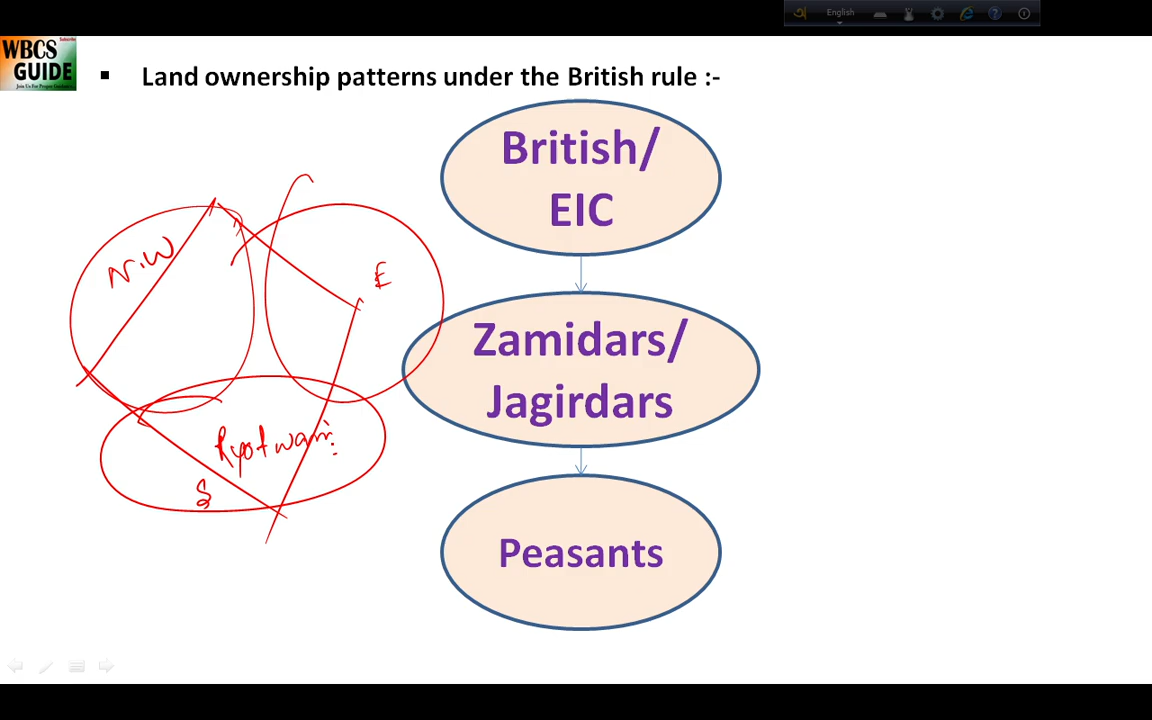 English
WBCS
GUIDE
▪ Land ownership patterns under the British rule :-
British/
EIC
N.W
E
Zamidars/
Jagirdars
Ryotwari
S
Peasants